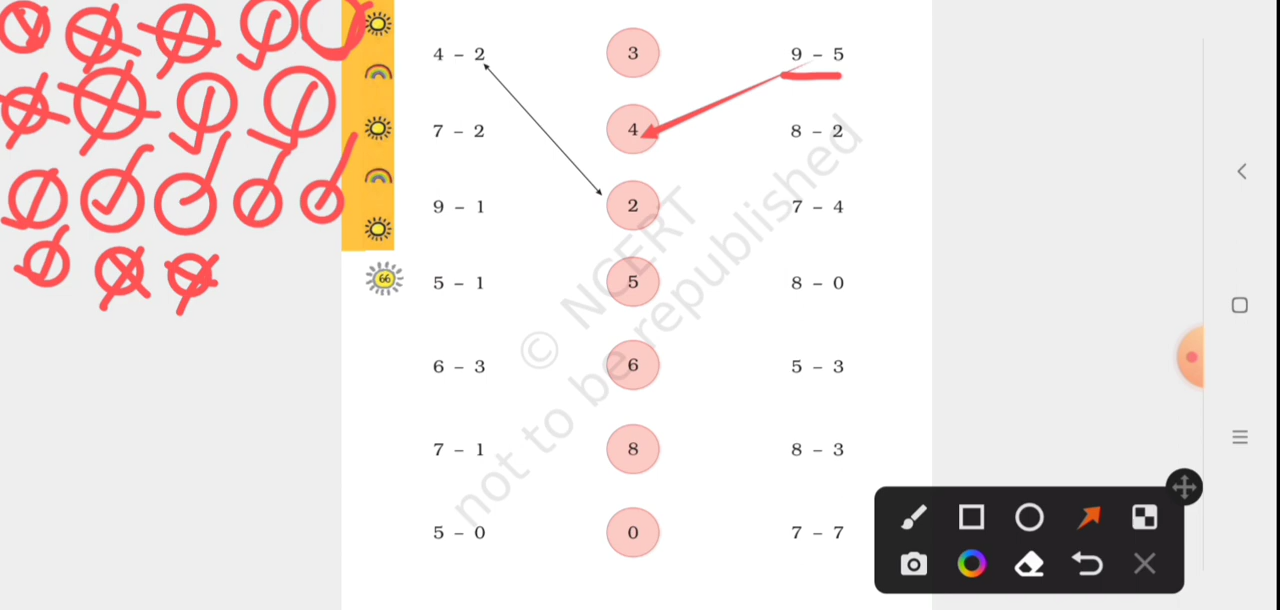 4 – 2 3 9 – 5
7 – 2 4 8 – 2
9 – 1 2 7 – 4
5 – 1 5 8 – 0
66
6 – 3 6 5 – 3
7 – 1 8 8 – 3
5 – 0 0 7 – 7
© NCERT
not to be republished